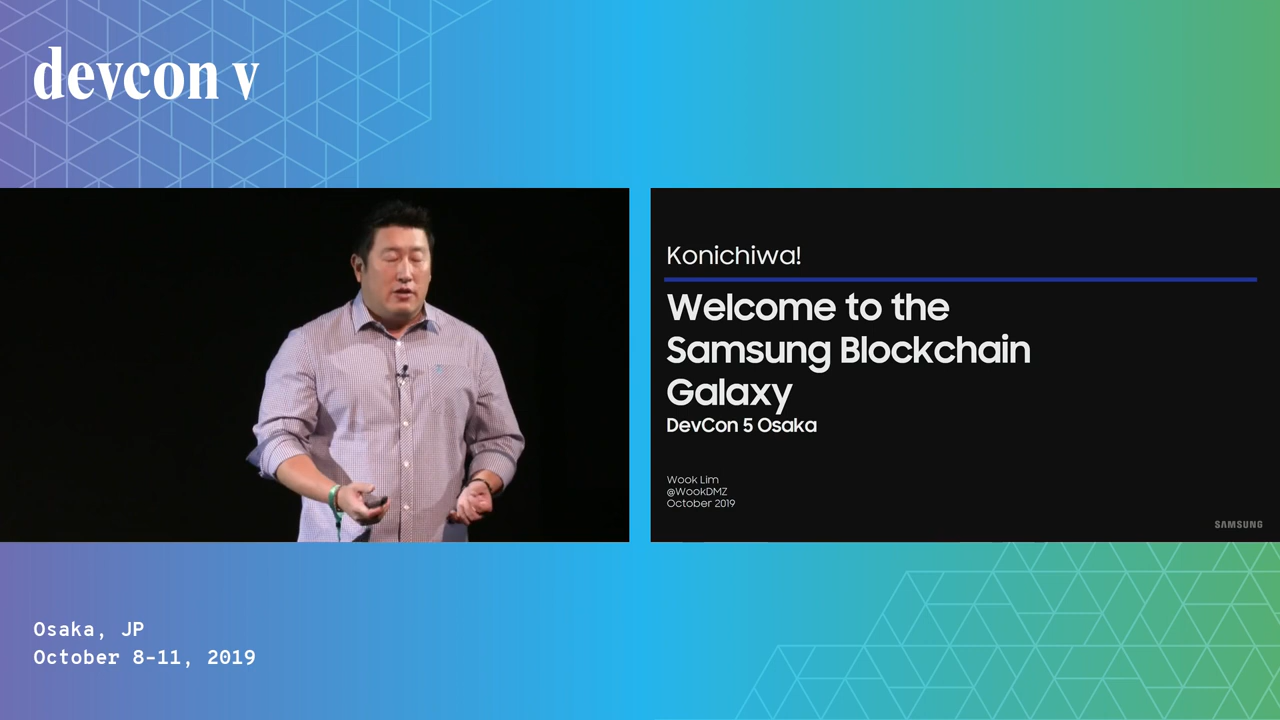 devcon v
Konichiwa!
Welcome to the
Samsung Blockchain
Galaxy
DevCon 5 Osaka
Wook Lim
@WookDMZ
October 2019
SAMSUNG
Osaka, JP
October 8-11, 2019